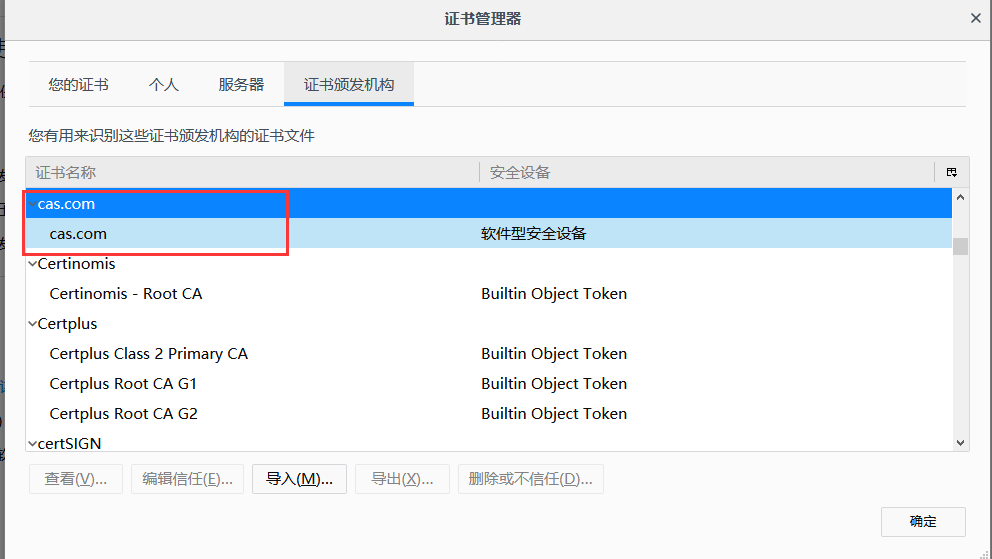 证书管理器
您的证书 个人 服务器 证书颁发机构
您有用来识别这些证书颁发机构的证书文件
证书名称 安全设备
cas.com
cas.com 软件型安全设备
Certinomis
Certinomis - Root CA Builtin Object Token
Certplus
Certplus Class 2 Primary CA Builtin Object Token
Certplus Root CA G1 Builtin Object Token
Certplus Root CA G2 Builtin Object Token
certSIGN
查看(V)... 编辑信任(E)... 导入(M)... 导出(X)... 删除或不信任(D)...
确定